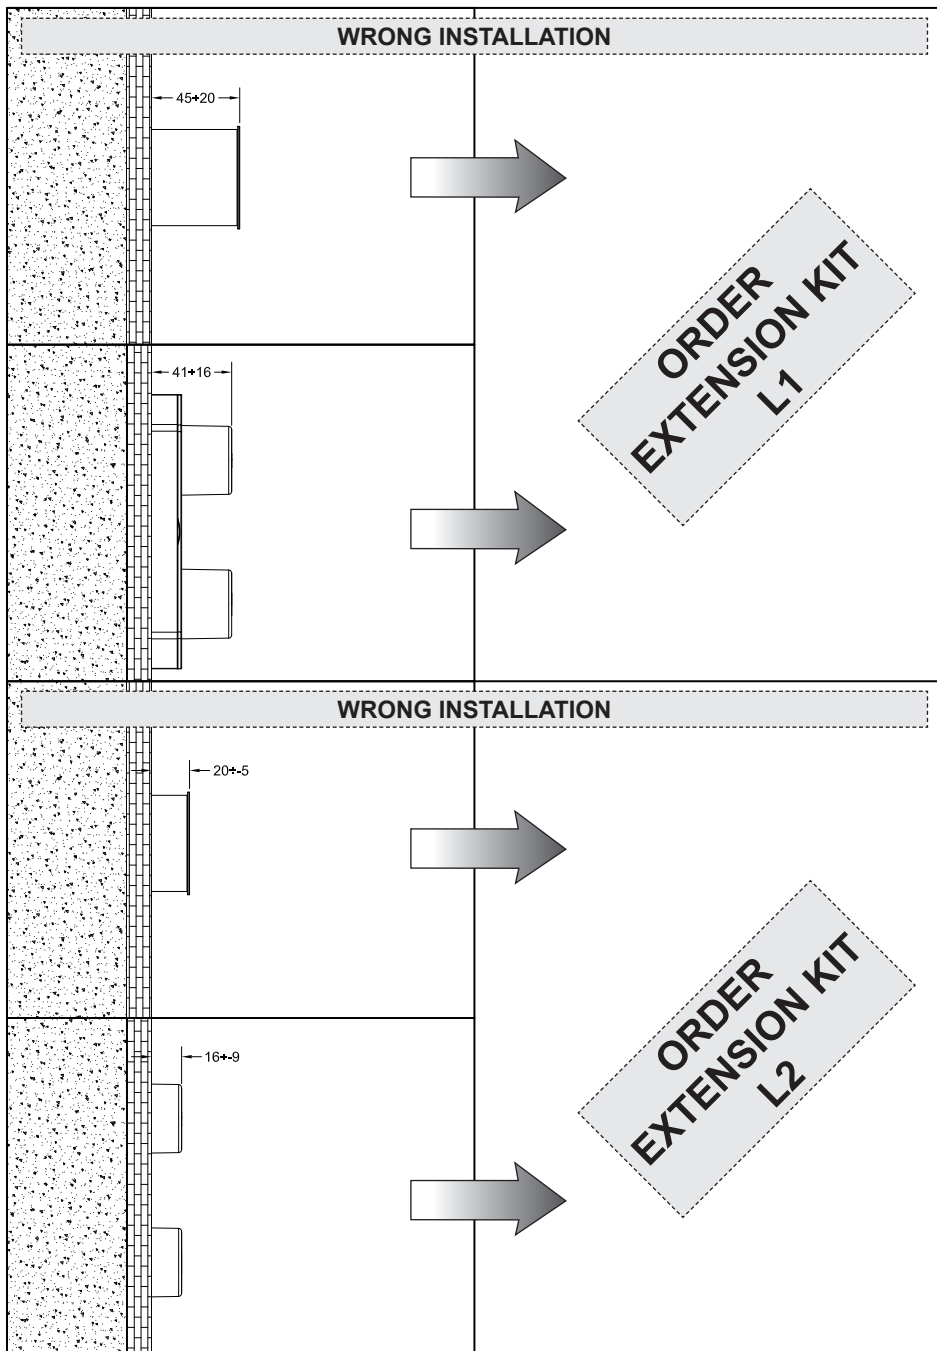 WRONG INSTALLATION
45÷20
ORDER
EXTENSION KIT
L1
41÷16
WRONG INSTALLATION
20÷-5
ORDER
EXTENSION KIT
L2
16÷-9